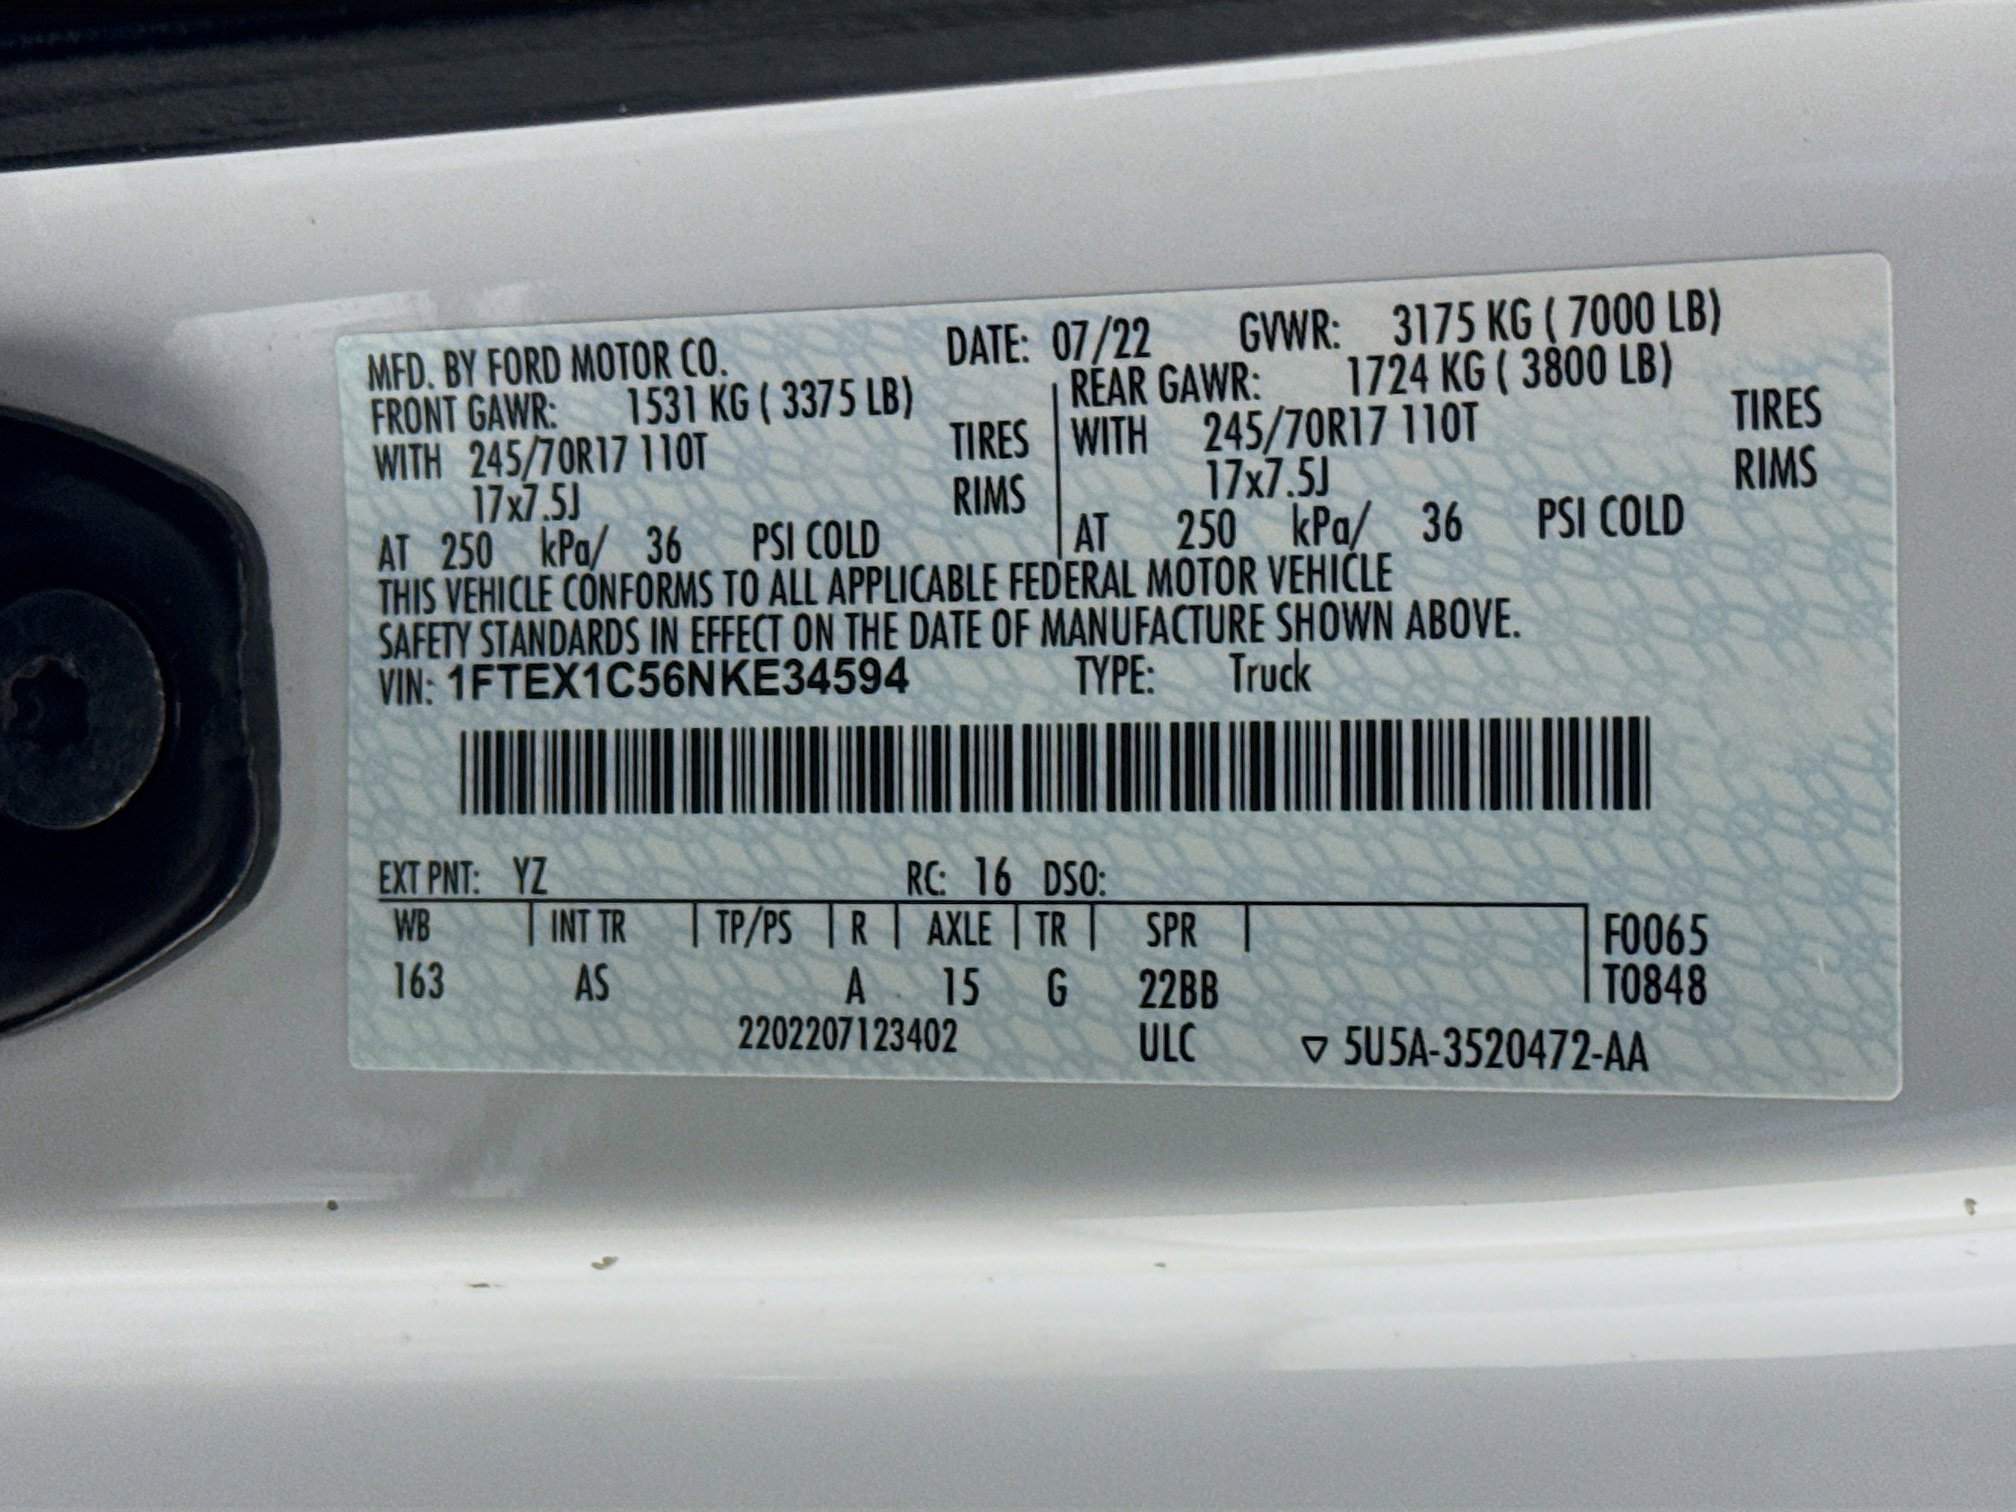 MFD. BY FORD MOTOR CO. DATE: 07/22 GVWR: 3175 KG ( 7000 LB)
FRONT GAWR: 1531 KG ( 3375 LB) REAR GAWR: 1724 KG ( 3800 LB)
WITH 245/70R17 110T TIRES WITH 245/70R17 110T TIRES
17x7.5J RIMS 17x7.5J RIMS
AT 250 kPa/ 36 PSI COLD AT 250 kPa/ 36 PSI COLD
THIS VEHICLE CONFORMS TO ALL APPLICABLE FEDERAL MOTOR VEHICLE
SAFETY STANDARDS IN EFFECT ON THE DATE OF MANUFACTURE SHOWN ABOVE.
VIN: 1FTEX1C56NKE34594 TYPE: Truck
EXT PNT: YZ RC: 16 DSO:
WB INT TR TP/PS R AXLE TR SPR F0065
163 AS A 15 G 22BB T0848
2202207123402 ULC ▽ 5U5A-3520472-AA